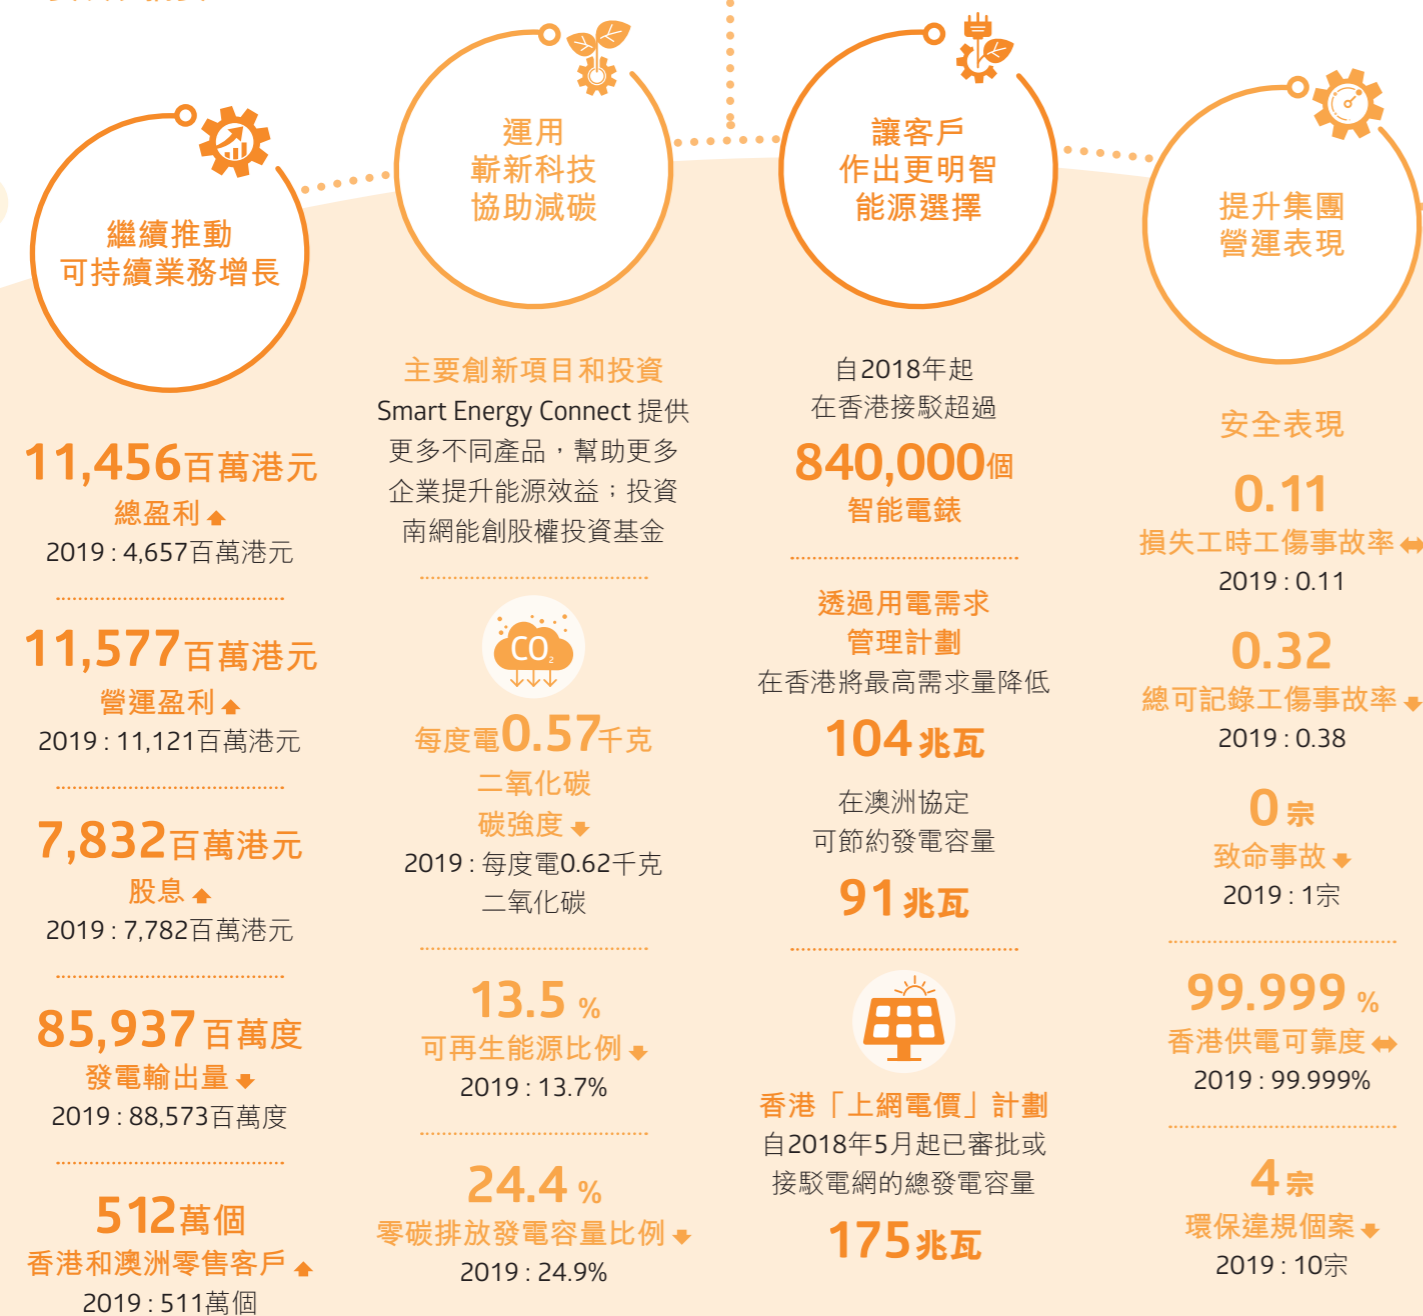 繼續推動
可持續業務增長
11,456百萬港元
總盈利
2019 : 4,657百萬港元
11,577百萬港元
營運盈利
2019 : 11,121百萬港元
7,832百萬港元
股息
2019 : 7,782百萬港元
85,937百萬度
發電輸出量
2019 : 88,573百萬度
512萬個
香港和澳洲零售客戶
2019 : 511萬個
運用
嶄新科技
協助減碳
主要創新項目和投資
Smart Energy Connect 提供
更多不同產品，幫助更多
企業提升能源效益；投資
南網能創股權投資基金
CO₂
每度電0.57千克
二氧化碳
碳強度
2019 : 每度電0.62千克
二氧化碳
13.5 %
可再生能源比例
2019 : 13.7%
24.4 %
零碳排放發電容量比例
2019 : 24.9%
讓客戶
作出更明智
能源選擇
自2018年起
在香港接駁超過
840,000個
智能電錶
透過用電需求
管理計劃
在香港將最高需求量降低
104兆瓦
在澳洲協定
可節約發電容量
91兆瓦
香港「上網電價」計劃
自2018年5月起已審批或
接駁電網的總發電容量
175兆瓦
提升集團
營運表現
安全表現
0.11
損失工時工傷事故率
2019 : 0.11
0.32
總可記錄工傷事故率
2019 : 0.38
0宗
致命事故
2019 : 1宗
99.999 %
香港供電可靠度
2019 : 99.999%
4宗
環保違規個案
2019 : 10宗